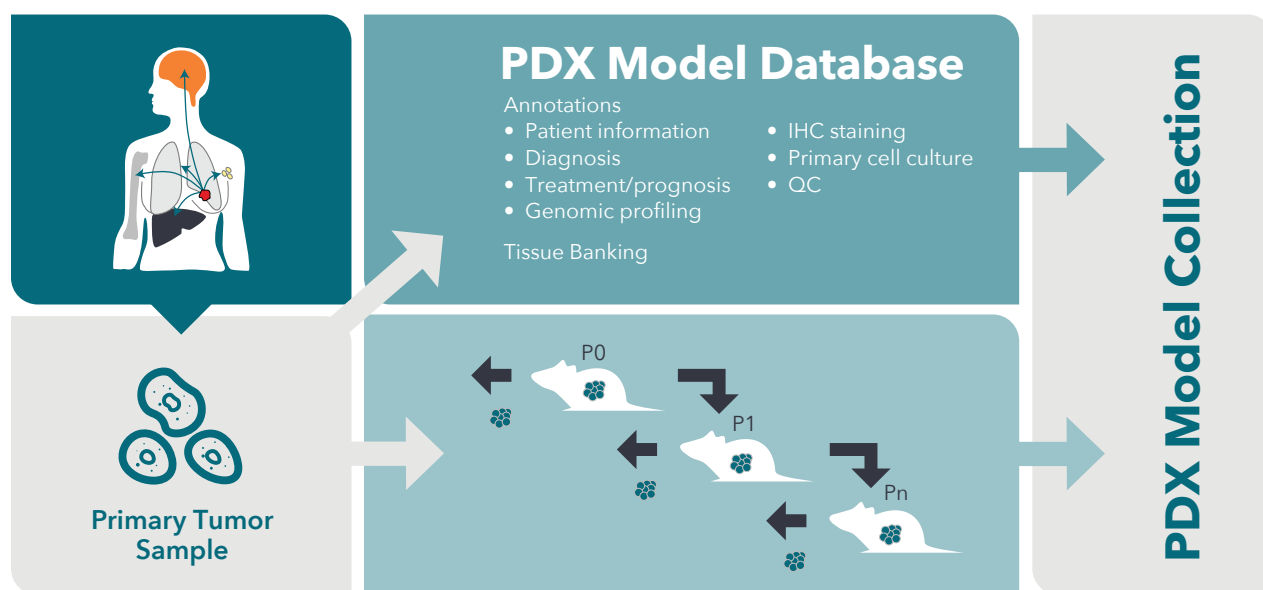 PDX Model Database
Annotations
• Patient information
• Diagnosis
• Treatment/prognosis
• Genomic profiling
• IHC staining
• Primary cell culture
• QC
Tissue Banking
P0
P1
Pn
Primary Tumor
Sample
PDX Model Collection